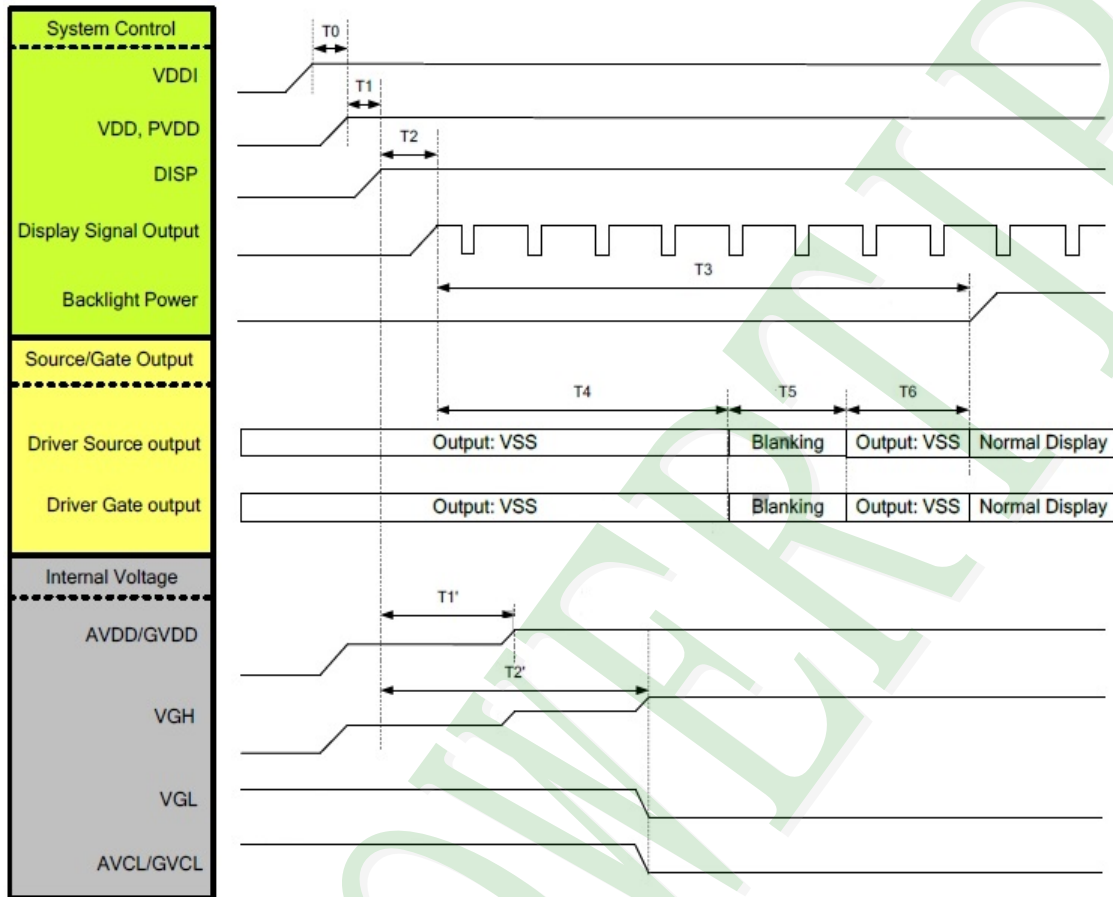 System Control
T0
VDDI
T1
VDD, PVDD
T2
DISP
Display Signal Output
T3
Backlight Power
Source/Gate Output
T4 T5 T6
Driver Source output Output: VSS Blanking Output: VSS Normal Display
Driver Gate output Output: VSS Blanking Output: VSS Normal Display
Internal Voltage
T1'
AVDD/GVDD
T2'
VGH
VGL
AVCL/GVCL